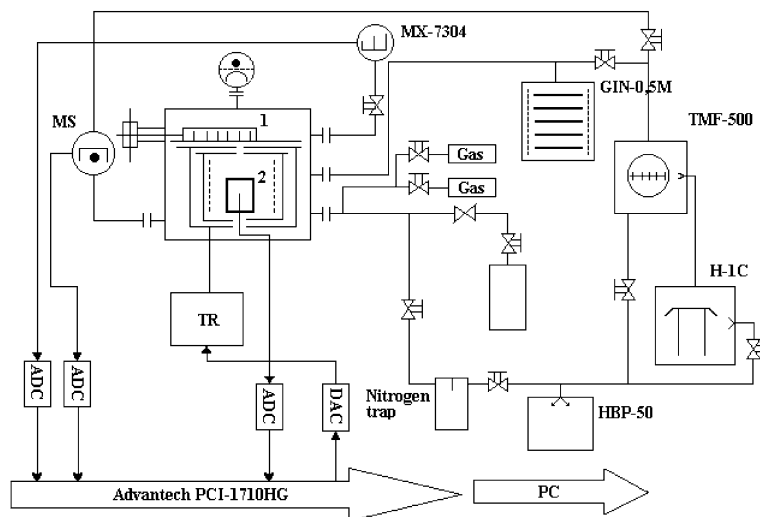 MX-7304
GIN-0,5M
MS
1
TMF-500
Gas
2
Gas
H-1C
TR
ADC
ADC
ADC
DAC
Nitrogen
trap
HBP-50
Advantech PCI-1710HG
PC